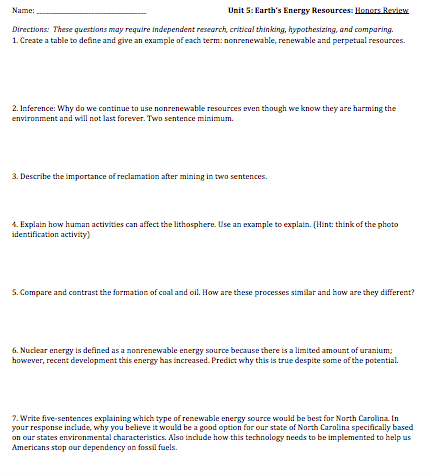 Name: ______________________ Unit 5: Earth's Energy Resources: Honors Review
Directions: These questions may require independent research, critical thinking, hypothesizing, and comparing.
1. Create a table to define and give an example of each term: nonrenewable, renewable and perpetual resources.
2. Inference: Why do we continue to use nonrenewable resources even though we know they are harming the
environment and will not last forever. Two sentence minimum.
3. Describe the importance of reclamation after mining in two sentences.
4. Explain how human activities can affect the lithosphere. Use an example to explain. (Hint: think of the photo
identification activity)
5. Compare and contrast the formation of coal and oil. How are these processes similar and how are they different?
6. Nuclear energy is defined as a nonrenewable energy source because there is a limited amount of uranium;
however, recent development this energy has increased. Predict why this is true despite some of the potential.
7. Write five-sentences explaining which type of renewable energy source would be best for North Carolina. In
your response include, why you believe it would be a good option for our state of North Carolina specifically based
on our states environmental characteristics. Also include how this technology needs to be implemented to help us
Americans stop our dependency on fossil fuels.